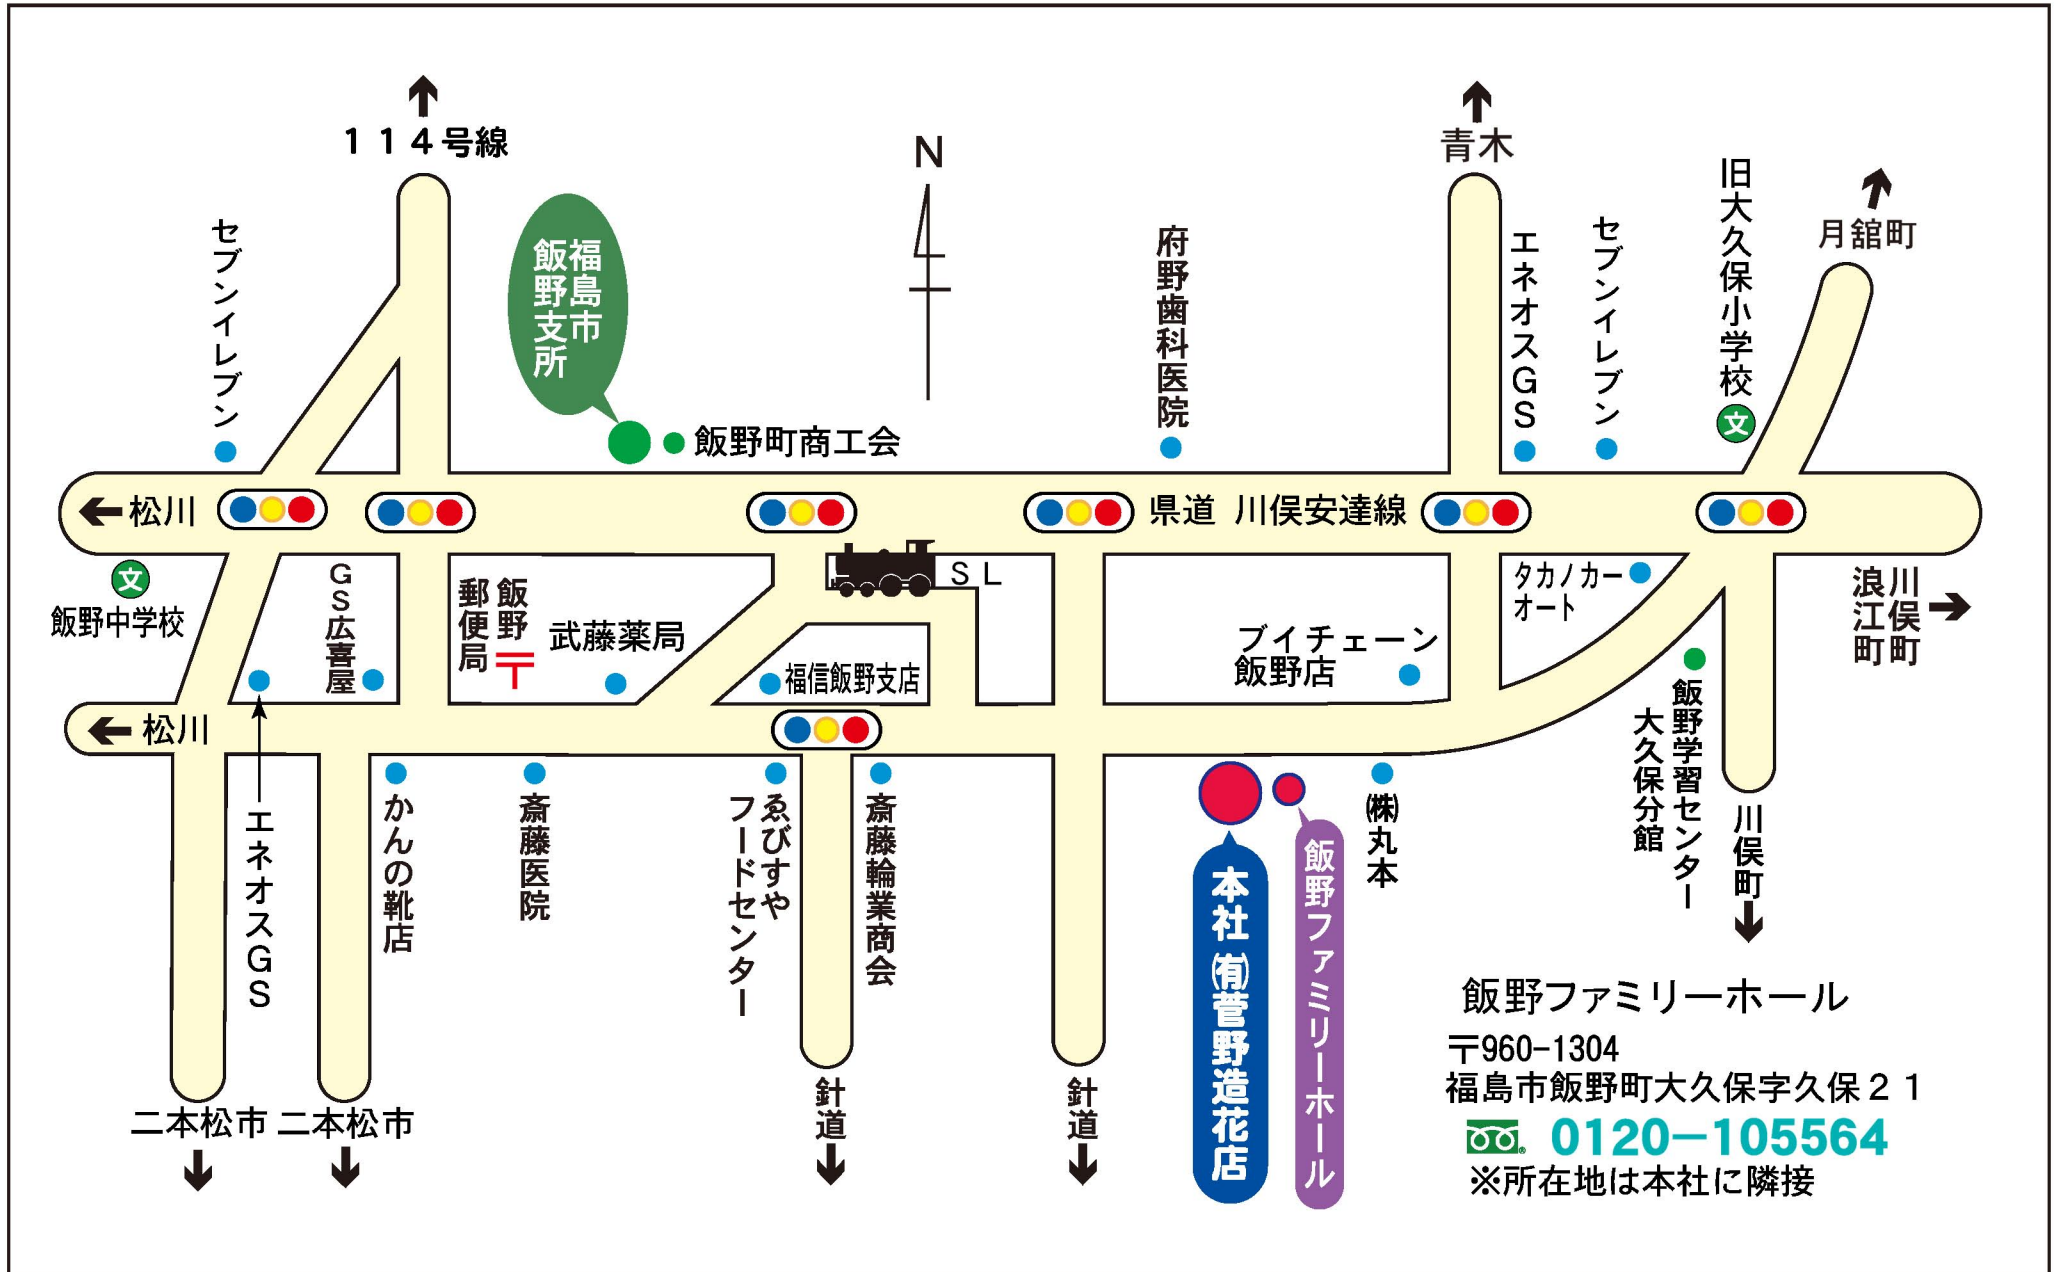 114号線
N
青木
旧大久保小学校
文
月舘町
セブンイレブン
福島市
飯野支所
府野歯科医院
エネオスGS
セブンイレブン
飯野町商工会
松川
県道 川俣安達線
文
飯野中学校
GS広喜屋
飯野
郵便局
〒
武藤薬局
SL
福信飯野支店
ブイチェーン
飯野店
タカノカー
オート
川俣町
浪江町
松川
エネオスGS
かんの靴店
斎藤医院
ゑびすや
フードセンター
斎藤輪業商会
本社 ㈲菅野造花店
飯野ファミリーホール
㈱丸本
飯野学習センター
大久保分館
川俣町
二本松市
二本松市
針道
針道
飯野ファミリーホール
〒960-1304
福島市飯野町大久保字久保21
0120-105564
※所在地は本社に隣接